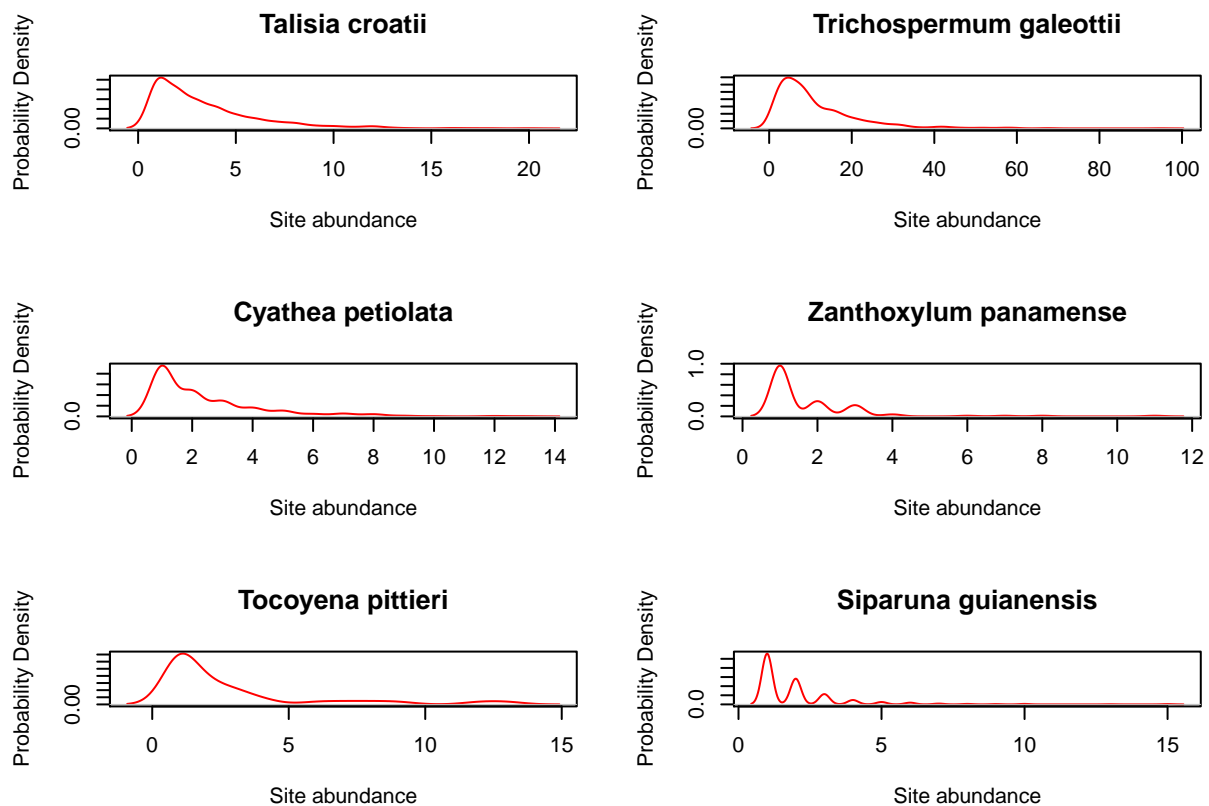 Talisia croatii
Probability Density
0.00
0 5 10 15 20
Site abundance
Trichospermum galeottii
Probability Density
0.00
0 20 40 60 80 100
Site abundance
Cyathea petiolata
Probability Density
0.0
0 2 4 6 8 10 12 14
Site abundance
Zanthoxylum panamense
Probability Density
0.0 1.0
0 2 4 6 8 10 12
Site abundance
Tocoyena pittieri
Probability Density
0.00
0 5 10 15
Site abundance
Siparuna guianensis
Probability Density
0.0
0 5 10 15
Site abundance